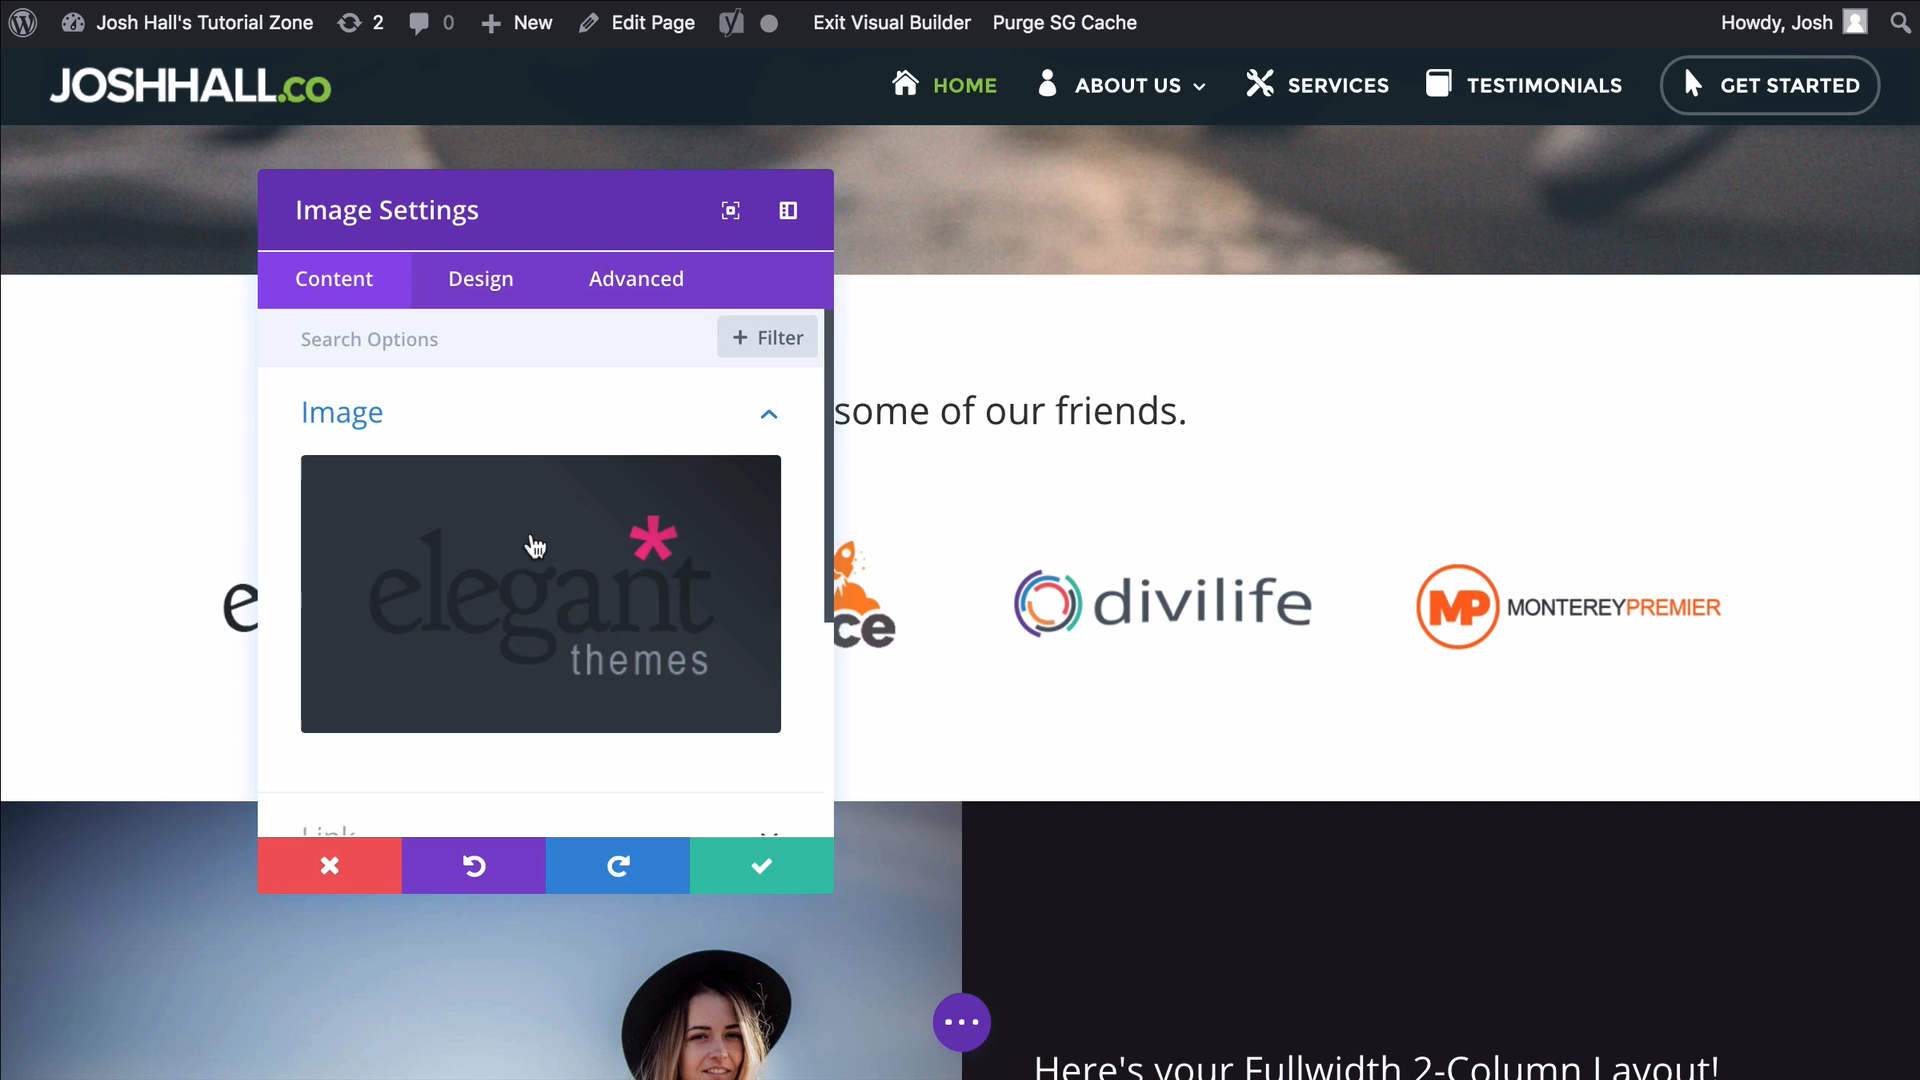 Josh Hall's Tutorial Zone 2 0 New Edit Page Exit Visual Builder Purge SG Cache Howdy, Josh
JOSHHALL.CO HOME ABOUT US SERVICES TESTIMONIALS GET STARTED
Image Settings
Content Design Advanced
Search Options + Filter
Image
some of our friends.
elegant*
themes
e
ce
divilife
MP MONTEREYPREMIER
Link
Here's your Fullwidth 2-Column Layout!